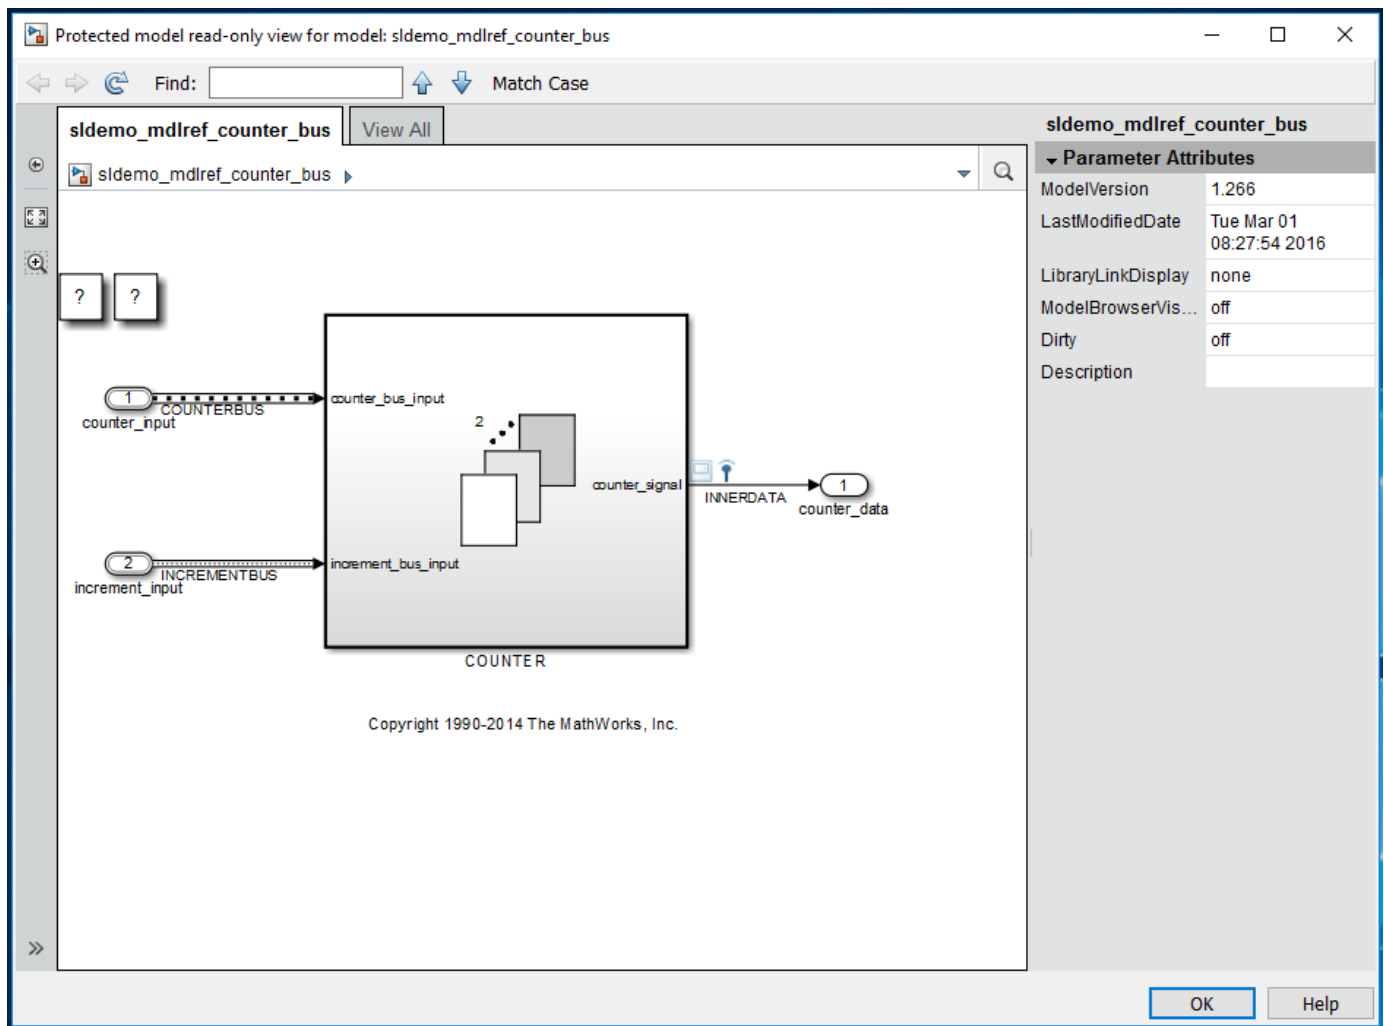 Protected model read-only view for model: sldemo_mdlref_counter_bus
Find:
Match Case
sldemo_mdlref_counter_bus
View All
sldemo_mdlref_counter_bus
? ?
1
COUNTERBUS
counter_input
counter_bus_input
2
counter_signal
INNERDATA
1
counter_data
2
INCREMENTBUS
increment_input
increment_bus_input
COUNTER
Copyright 1990-2014 The MathWorks, Inc.
sldemo_mdlref_counter_bus
Parameter Attributes
ModelVersion 1.266
LastModifiedDate Tue Mar 01
08:27:54 2016
LibraryLinkDisplay none
ModelBrowserVis... off
Dirty off
Description
OK
Help